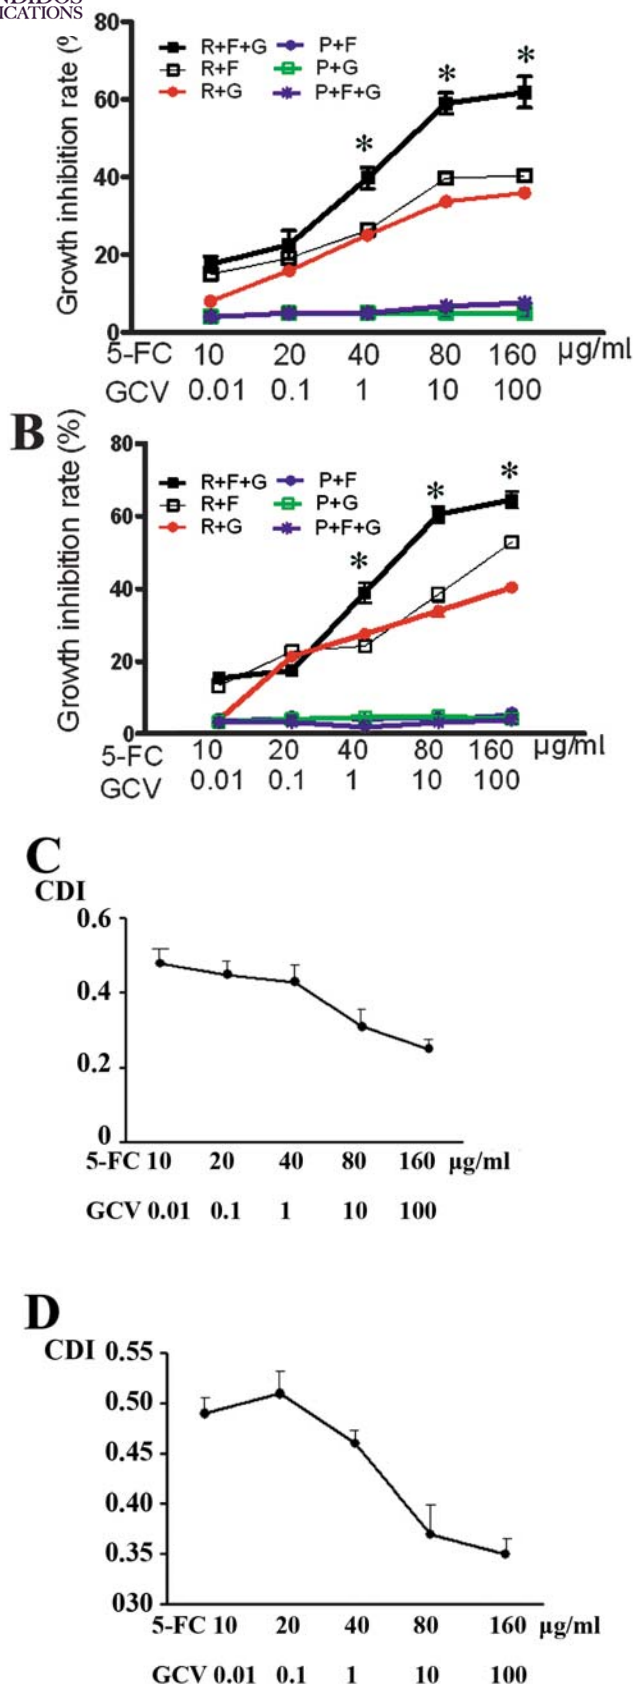 ICATIONS
Growth inhibition rate (%
80
60
40
20
0
R+F+G
R+F
R+G
P+F
P+G
P+F+G
*
*
*
5-FC 10 20 40 80 160 µg/ml
GCV 0.01 0.1 1 10 100
B
Growth inhibition rate (%)
80
60
40
20
0
R+F+G
R+F
R+G
P+F
P+G
P+F+G
*
*
*
5-FC 10 20 40 80 160 µg/ml
GCV 0.01 0.1 1 10 100
C
CDI
0.6
0.4
0.2
0
5-FC 10 20 40 80 160 µg/ml
GCV 0.01 0.1 1 10 100
D
CDI 0.55
0.50
0.45
0.40
0.35
030
5-FC 10 20 40 80 160 µg/ml
GCV 0.01 0.1 1 10 100